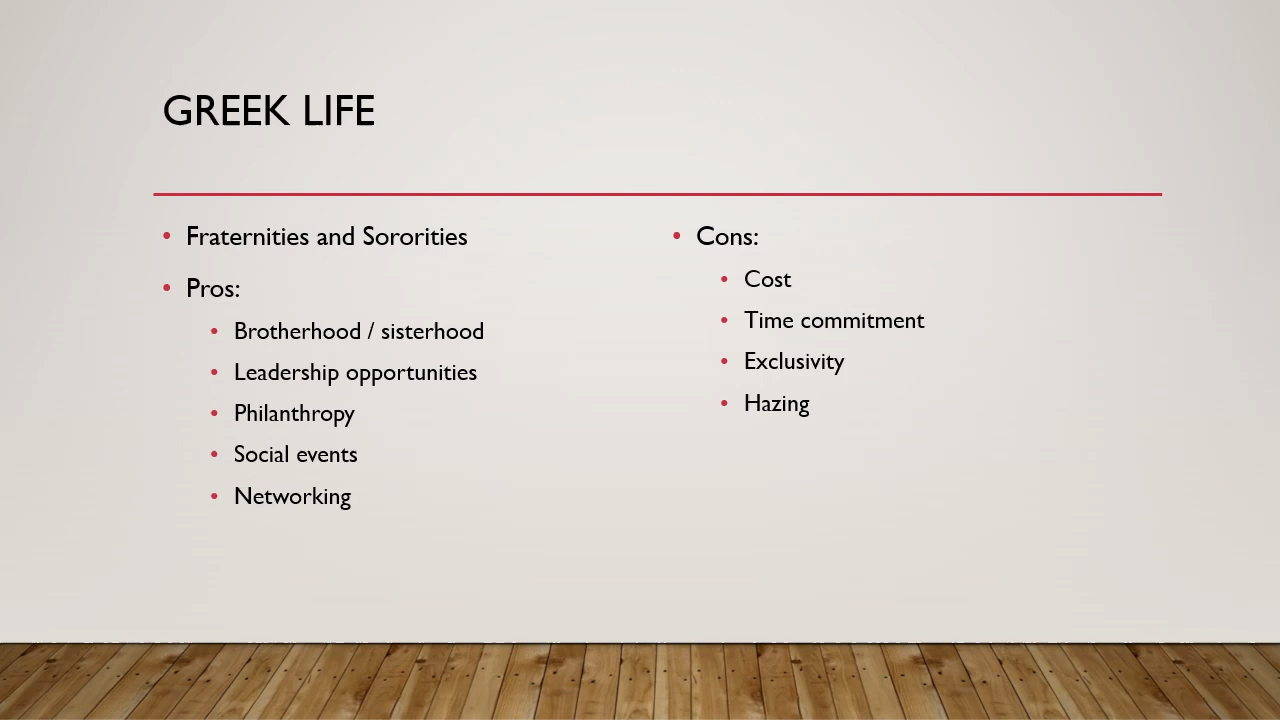 GREEK LIFE
• Fraternities and Sororities
• Pros:
• Brotherhood / sisterhood
• Leadership opportunities
• Philanthropy
• Social events
• Networking
• Cons:
• Cost
• Time commitment
• Exclusivity
• Hazing